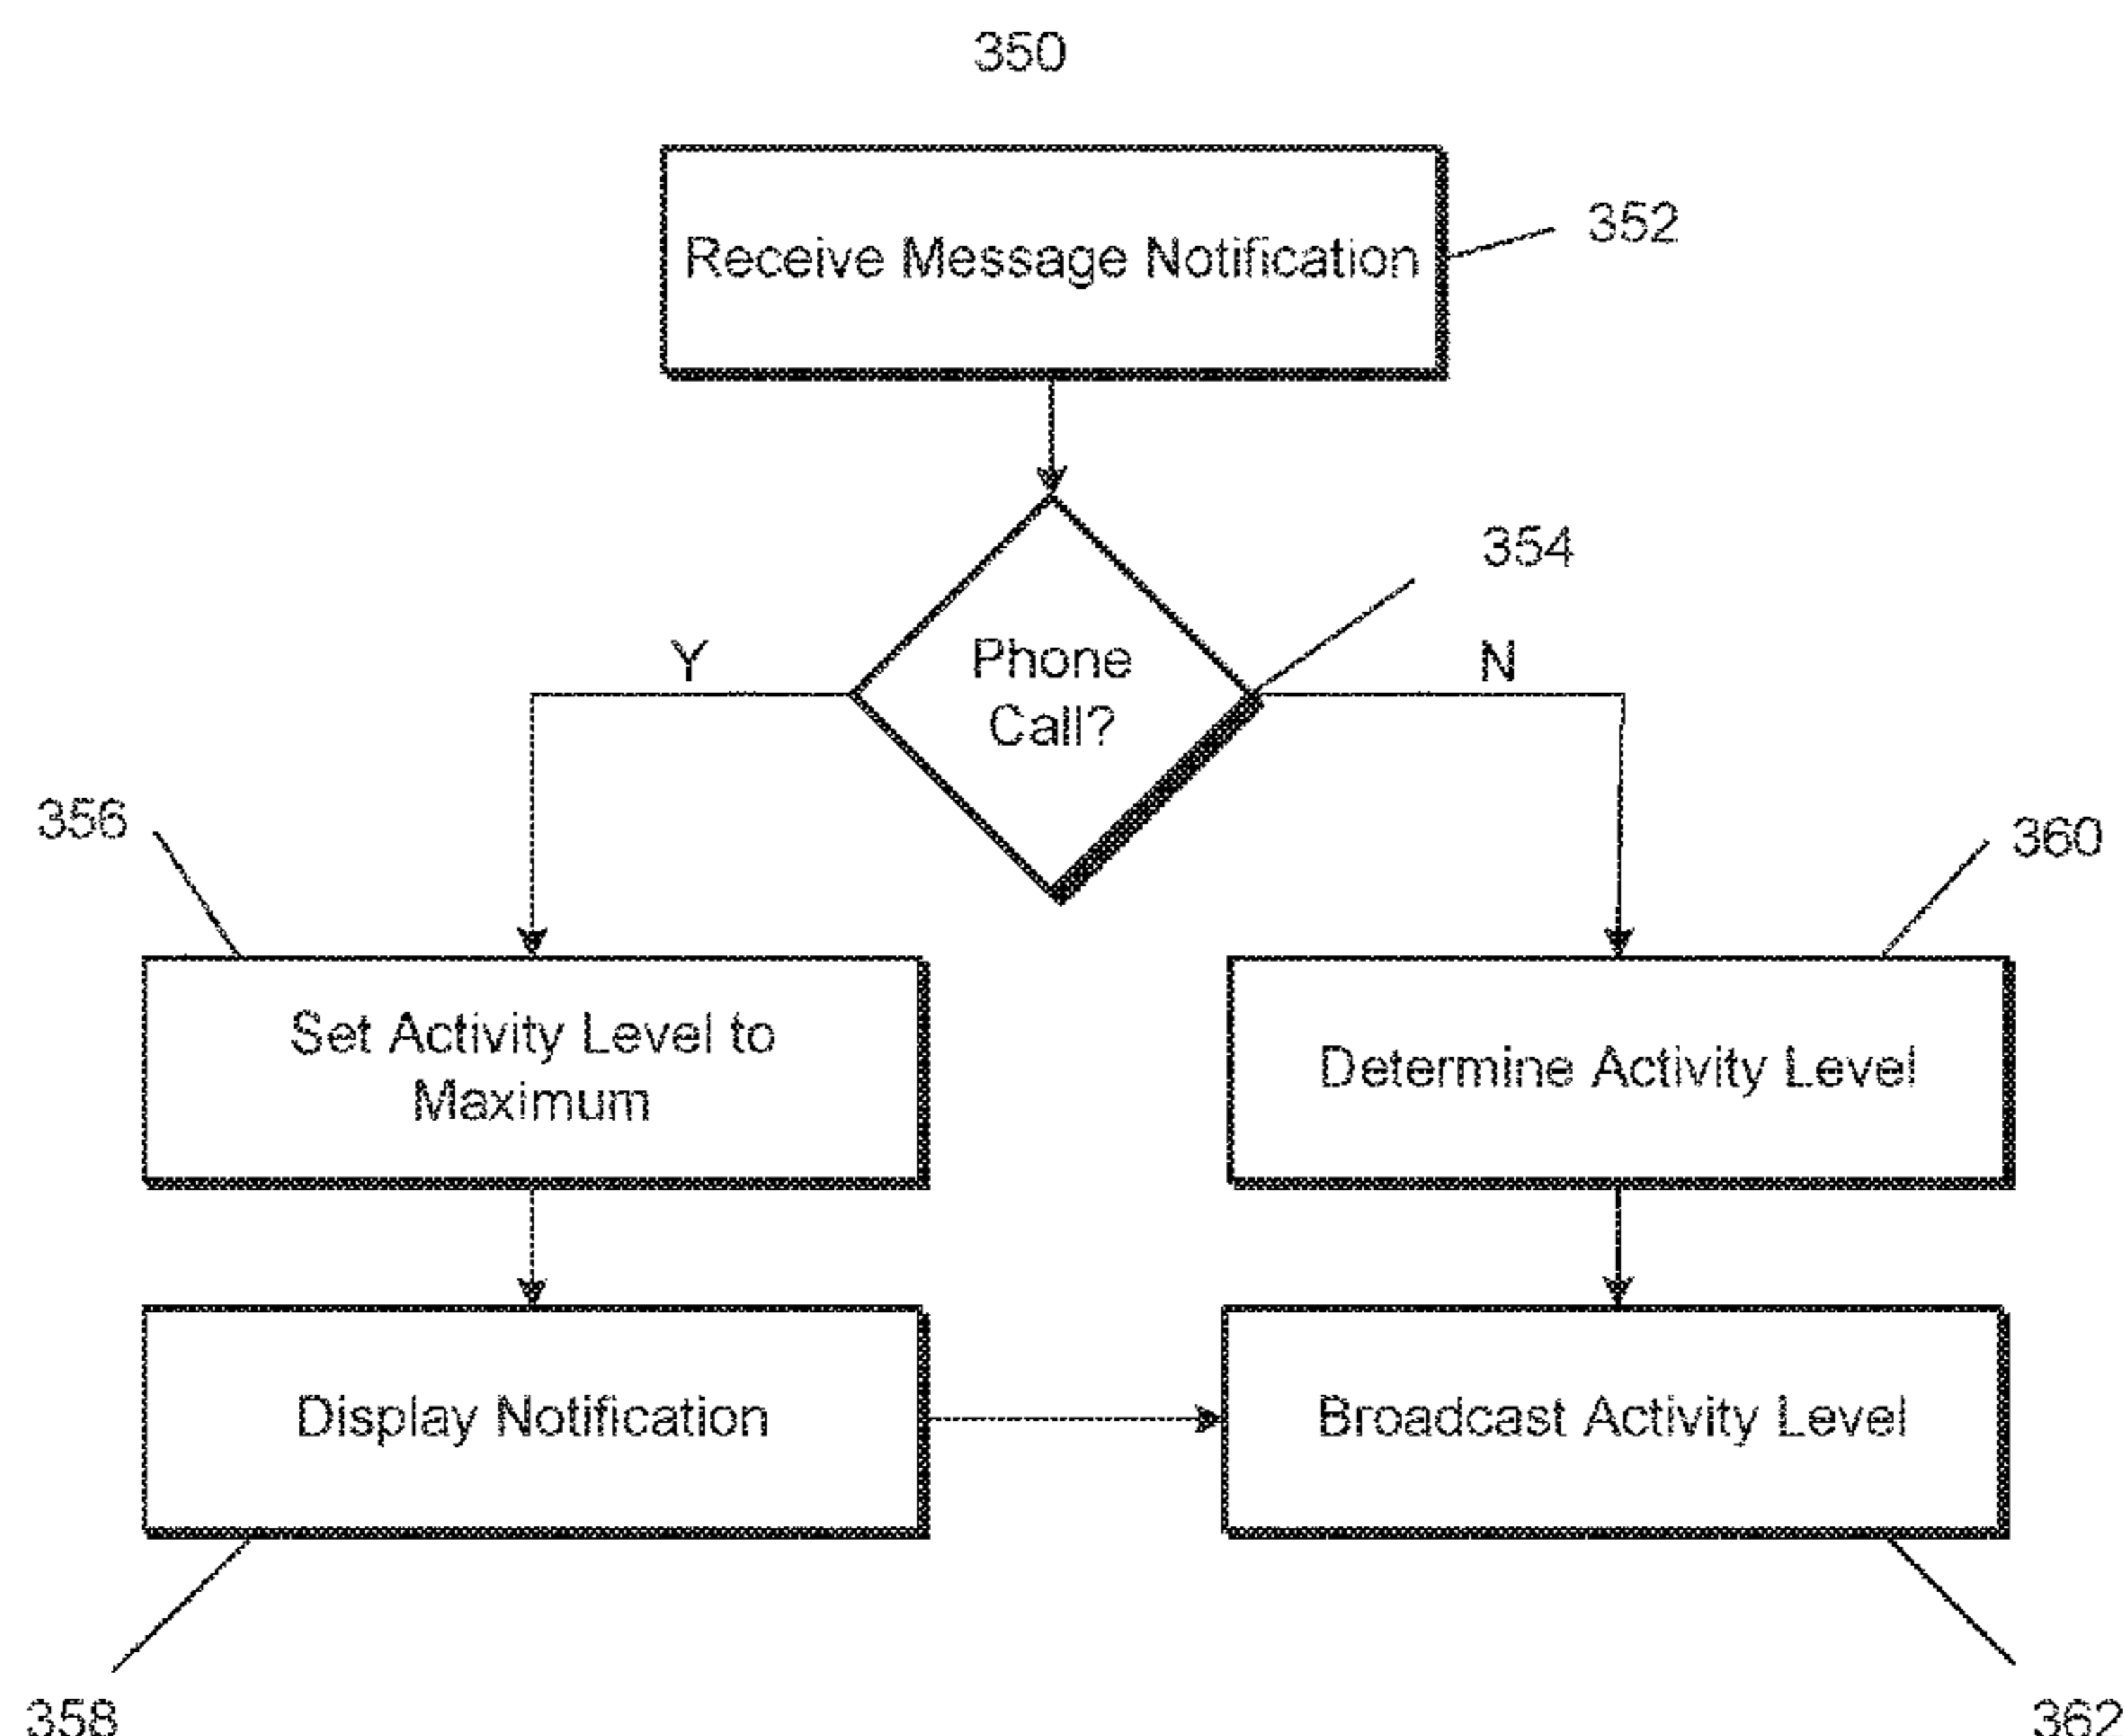 350
Receive Message Notification
352
354
Phone
Call?
Y
N
356
360
Set Activity Level to
Maximum
Determine Activity Level
Display Notification
Broadcast Activity Level
358
362